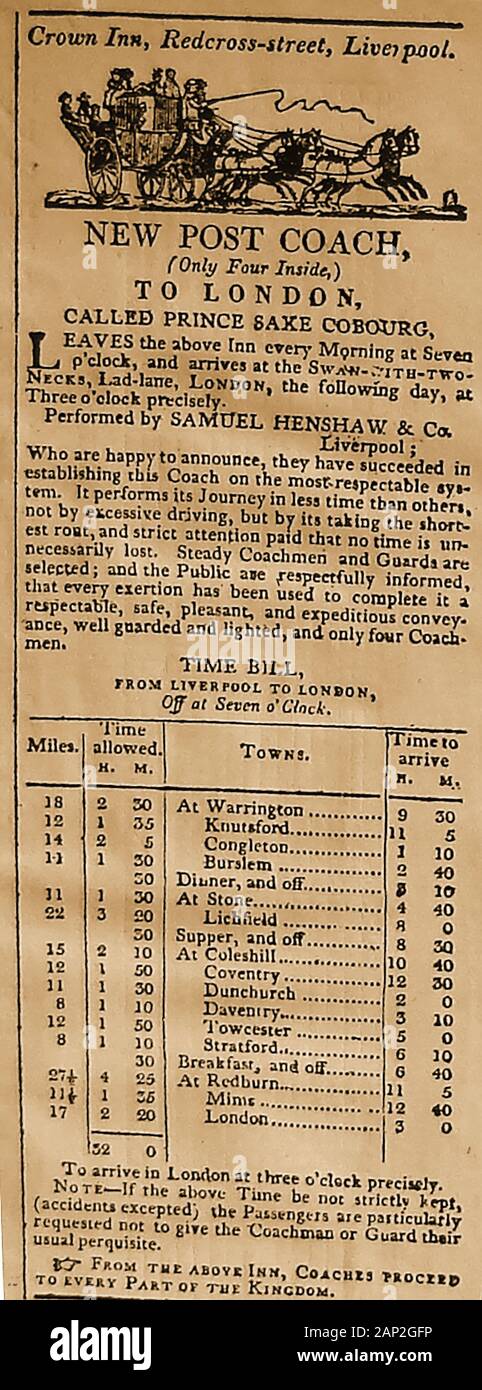 Crown Inn, Redcross-street, Liverpool.
NEW POST COACH,
(Only Four Inside,)
TO LONDON,
CALLED PRINCE SAXE COBOURG,
LEAVES the above Inn every Morning at Seven
o'clock, and arrives at the SWAN-WITH-TWO-
NECKS, Lad-lane, LONDON, the following day, at
Three o'clock precisely.
Performed by SAMUEL HENSHAW & Co.
Liverpool;
Who are happy to announce, they have succeeded in
establishing this Coach on the most respectable sys-
tem. It performs its Journey in less time than others,
not by excessive driving, but by its taking the short-
est rout, and strict attention paid that no time is un-
necessarily lost. Steady Coachmen and Guards are
selected; and the Public are respectfully informed,
that every exertion has been used to complete it a
respectable, safe, pleasant, and expeditious convey-
ance, well guarded and lighted, and only four Coach-
men.
TIME BILL,
FROM LIVERPOOL TO LONDON,
Off at Seven o'Clock.
Miles. Time allowed. H. M. TOWNS. Time to arrive H. M.
18 2 30 At Warrington 9 30
12 1 35 Knutsford 11 5
14 2 5 Congleton 1 10
11 1 30 Burslem 2 40
30 Dinner, and off 3 10
11 1 30 At Stone 4 40
22 3 20 Lichfield 8 0
30 Supper, and off 8 30
15 2 10 At Coleshill 10 40
12 1 50 Coventry 12 30
11 1 30 Dunchurch 2 0
8 1 10 Daventry 3 10
12 1 50 Towcester 5 0
8 1 10 Stratford 6 10
30 Breakfast, and off 6 40
27½ 4 25 At Redburn 11 5
11½ 1 35 Mims 12 40
17 2 20 London 3 0
32 0
To arrive in London at three o'clock precisely.
NOTE—If the above Time be not strictly kept,
(accidents excepted) the Passengers are particularly
requested not to give the Coachman or Guard their
usual perquisite.
☞ FROM THE ABOVE INN, COACHES PROCEED
TO EVERY PART OF THE KINGDOM.
alamy
Image ID: 2AP2GFP
www.alamy.com